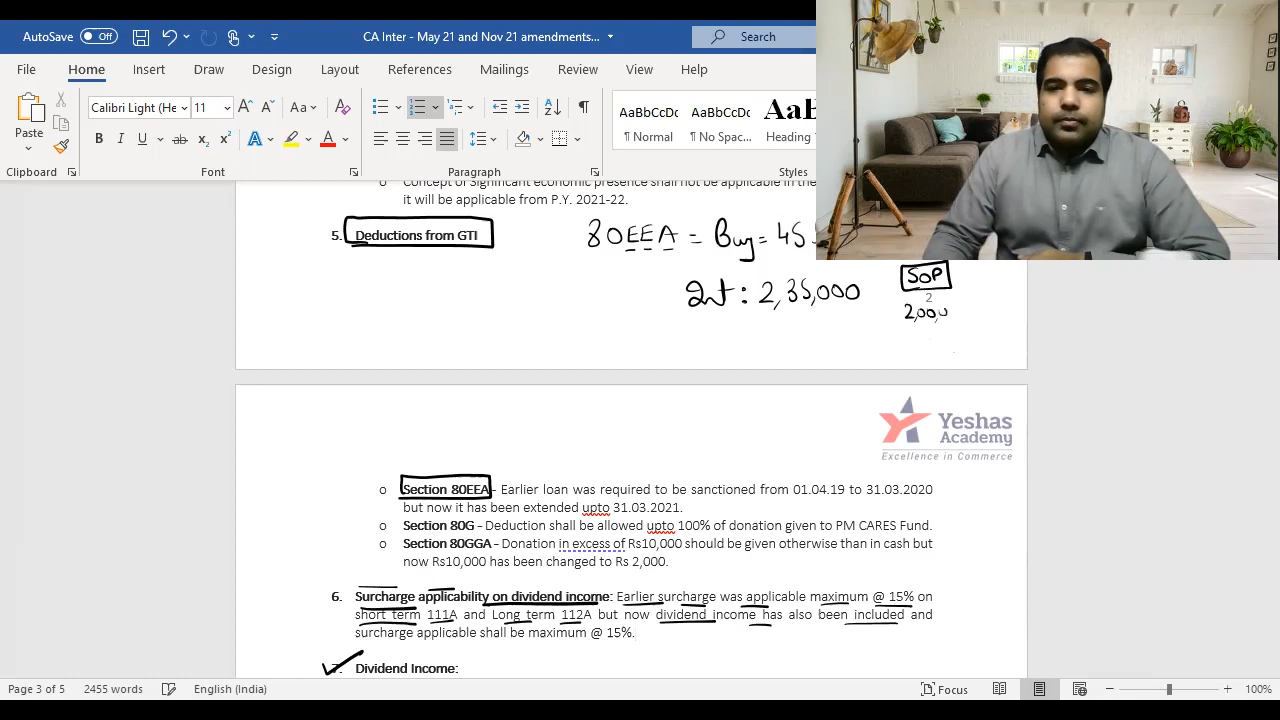 AutoSave Off
CA Inter - May 21 and Nov 21 amendments...
Search
File Home Insert Draw Design Layout References Mailings Review View Help
Paste
Calibri Light (He 11
Aa
B I U ab x₂ x²
AaBbCcDd AaBbCcDd AaB
¶ Normal ¶ No Spac... Heading
Clipboard Font Paragraph Styles
Concept of Significant economic presence shall not be applicable in the
it will be applicable from P.Y. 2021-22.
5. Deductions from GTI
80EEA = Buy = 45
SOP
Int : 2,35,000
2
2,00,0
Yeshas
Academy
Excellence in Commerce
o Section 80EEA - Earlier loan was required to be sanctioned from 01.04.19 to 31.03.2020
but now it has been extended upto 31.03.2021.
o Section 80G – Deduction shall be allowed upto 100% of donation given to PM CARES Fund.
o Section 80GGA – Donation in excess of Rs10,000 should be given otherwise than in cash but
now Rs10,000 has been changed to Rs 2,000.
6. Surcharge applicability on dividend income: Earlier surcharge was applicable maximum @ 15% on
short term 111A and Long term 112A but now dividend income has also been included and
surcharge applicable shall be maximum @ 15%.
7. Dividend Income:
Page 3 of 5 2455 words English (India) Focus 100%